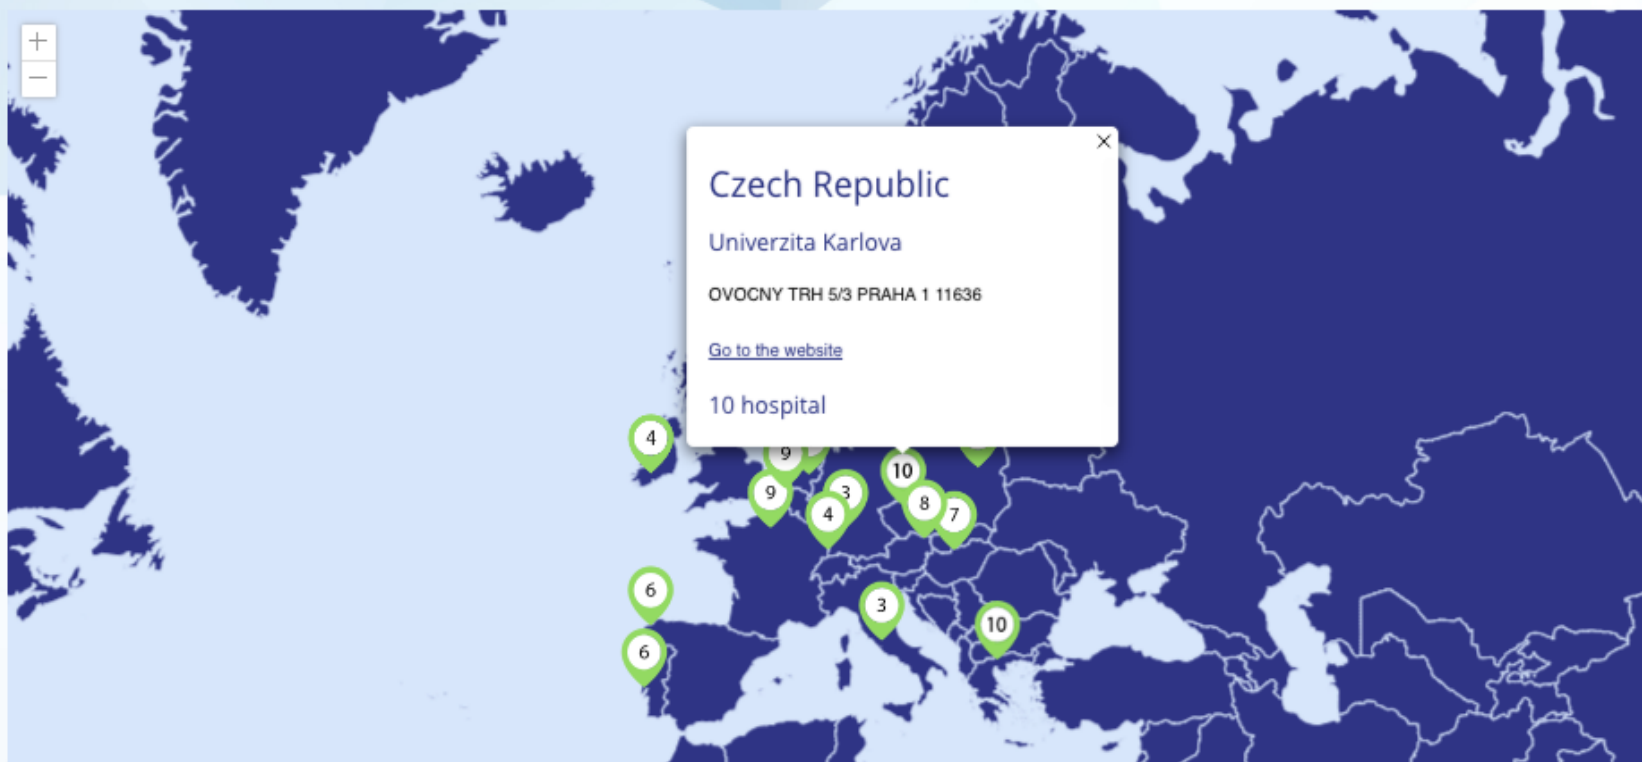 +
−
Czech Republic
Univerzita Karlova
OVOCNY TRH 5/3 PRAHA 1 11636
Go to the website
10 hospital
4
9
10
9
3
4
8
7
6
3
10
6